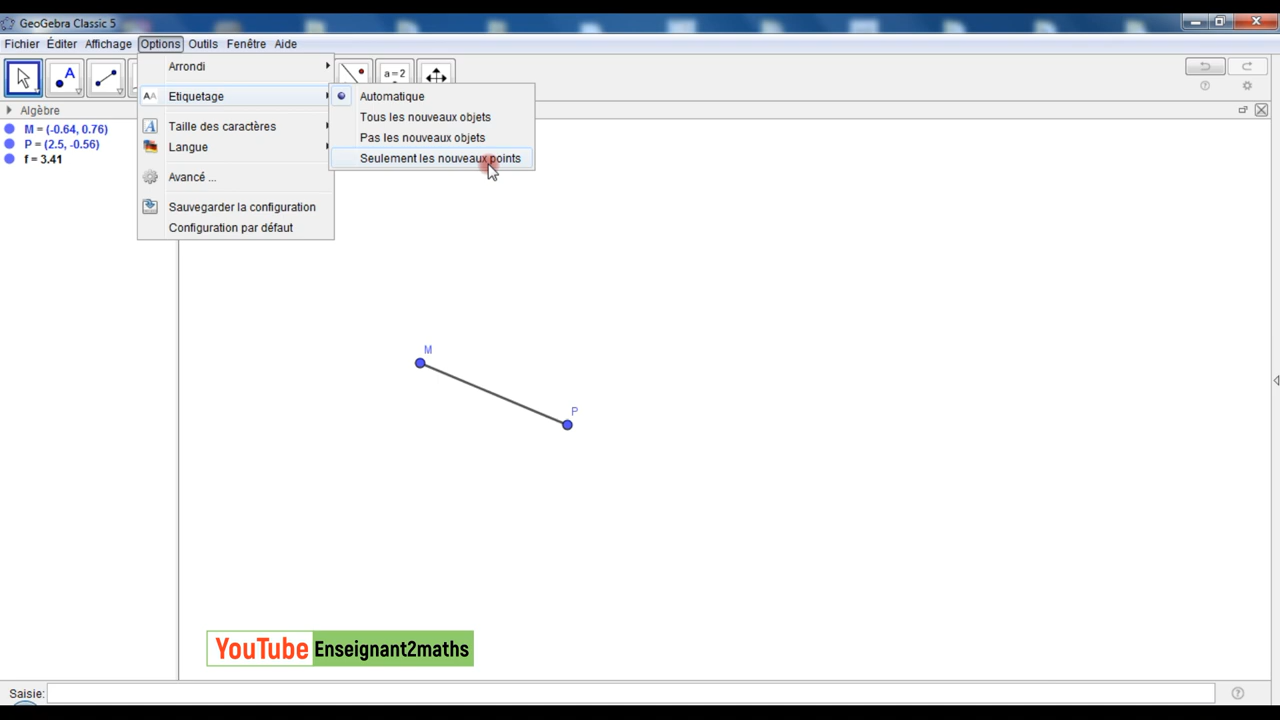 GeoGebra Classic 5
Fichier Éditer Affichage Options Outils Fenêtre Aide
A
a=2
Arrondi
Etiquetage
Taille des caractères
Langue
Avancé ...
Sauvegarder la configuration
Configuration par défaut
Automatique
Tous les nouveaux objets
Pas les nouveaux objets
Seulement les nouveaux points
Algèbre
M = (-0.64, 0.76)
P = (2.5, -0.56)
f = 3.41
M
P
YouTube Enseignant2maths
Saisie: